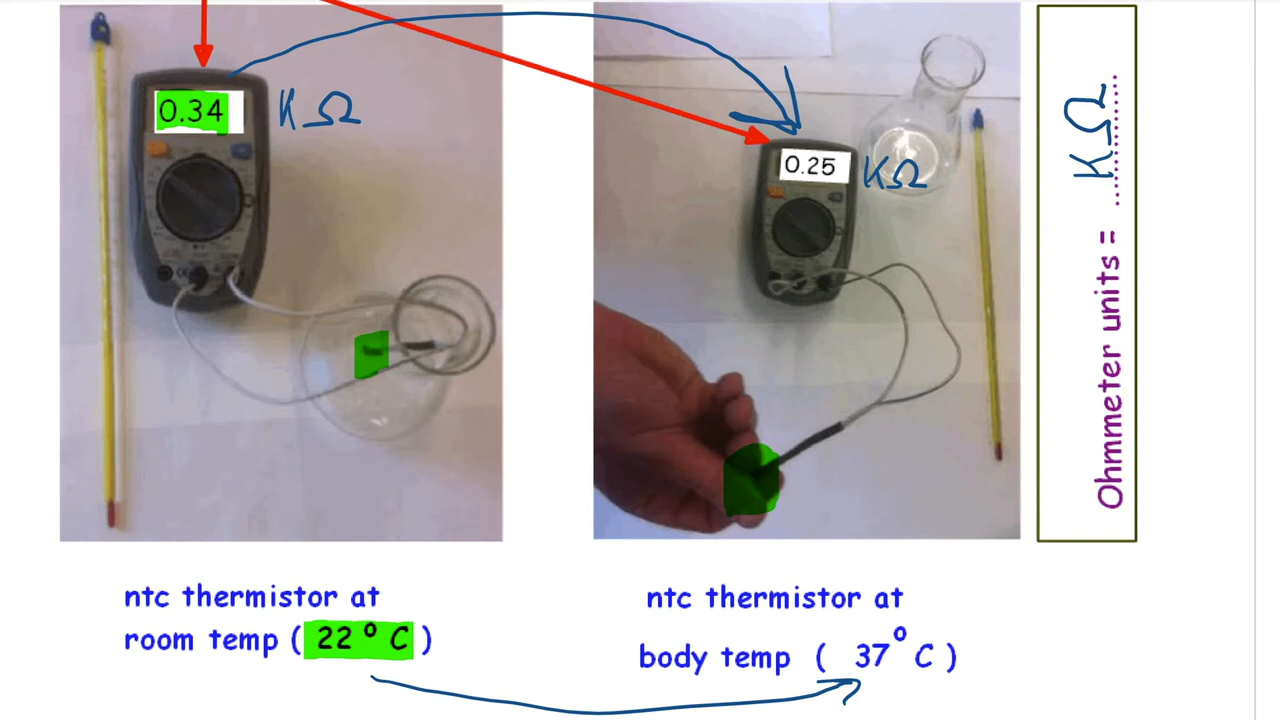 0.34
KΩ
0.25
KΩ
Ohmmeter units = ........KΩ........
ntc thermistor at
room temp ( 22 ° C )
ntc thermistor at
body temp ( 37 ° C )